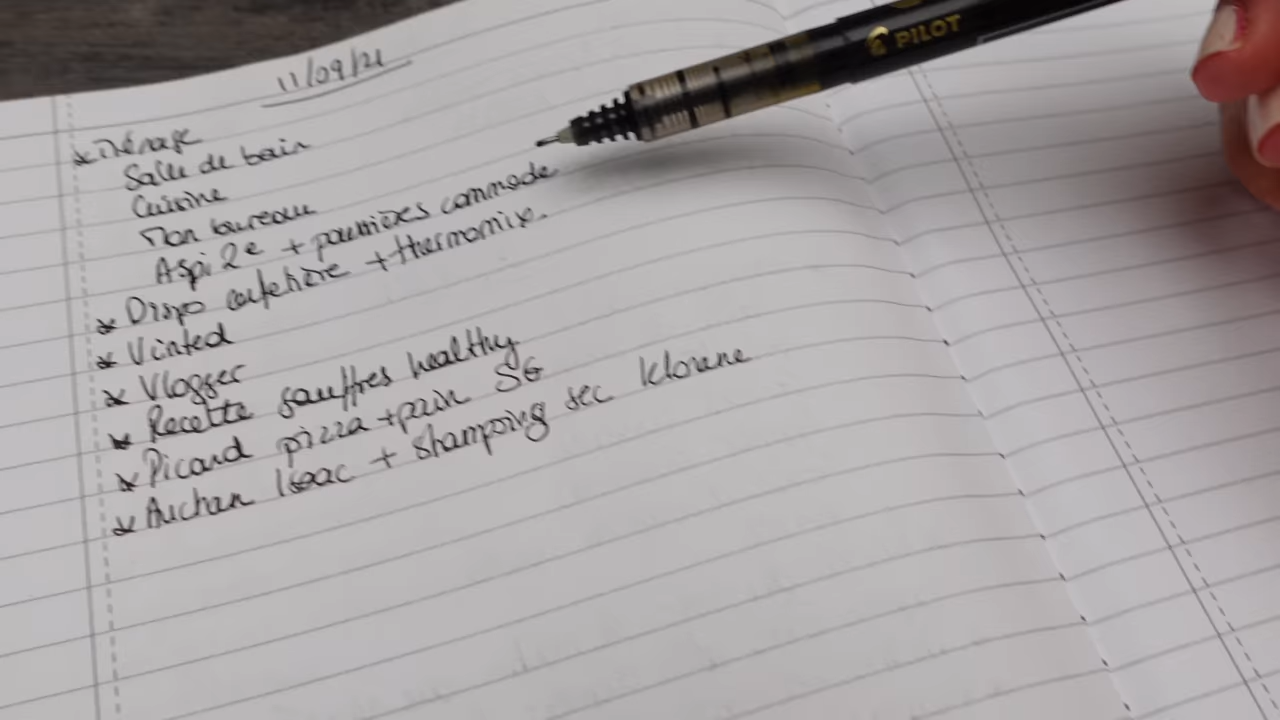 11/09/21
PILOT
* Ménage
Salle de bain
Cuisine
Mon bureau
Aspi 2e + poussières commode
* Dispo cafetière + thermomix.
* Vinted
* Vlogger
* Recette gauffres healthy
* Picard pizza + pain SG
* Auchan Isaac + shampoing sec klorane